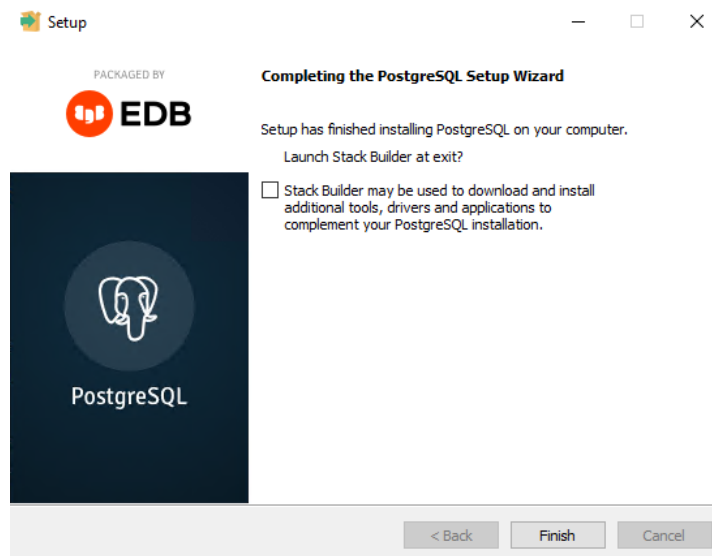 Setup
PACKAGED BY
EDB
PostgreSQL
Completing the PostgreSQL Setup Wizard
Setup has finished installing PostgreSQL on your computer.
Launch Stack Builder at exit?
Stack Builder may be used to download and install
additional tools, drivers and applications to
complement your PostgreSQL installation.
< Back
Finish
Cancel